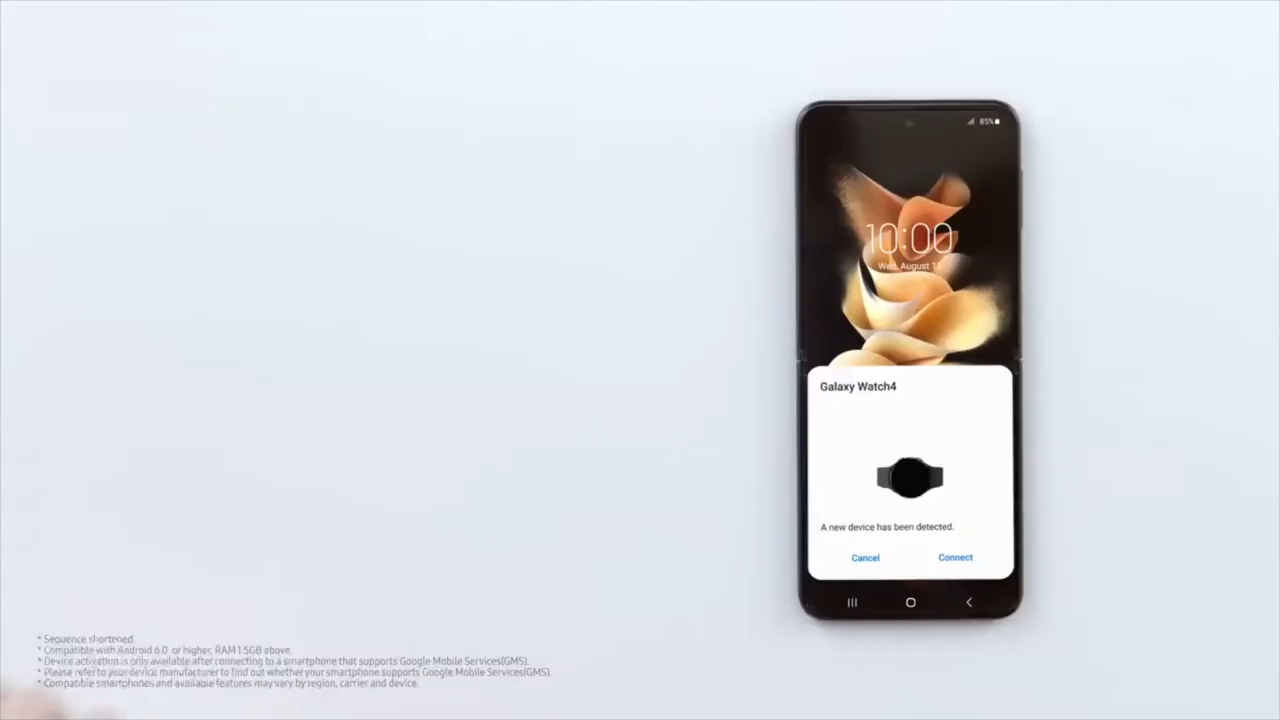 85%
10:00
Wed, August 11
Galaxy Watch4
A new device has been detected.
Cancel Connect
* Sequence shortened.
* Compatible with Android 6.0 or higher, RAM 1.5GB above.
* Device activation is only available after connecting to a smartphone that supports Google Mobile Services(GMS).
* Please refer to your device manufacturer to find out whether your smartphone supports Google Mobile Services(GMS).
* Compatible smartphones and available features may vary by region, carrier and device.